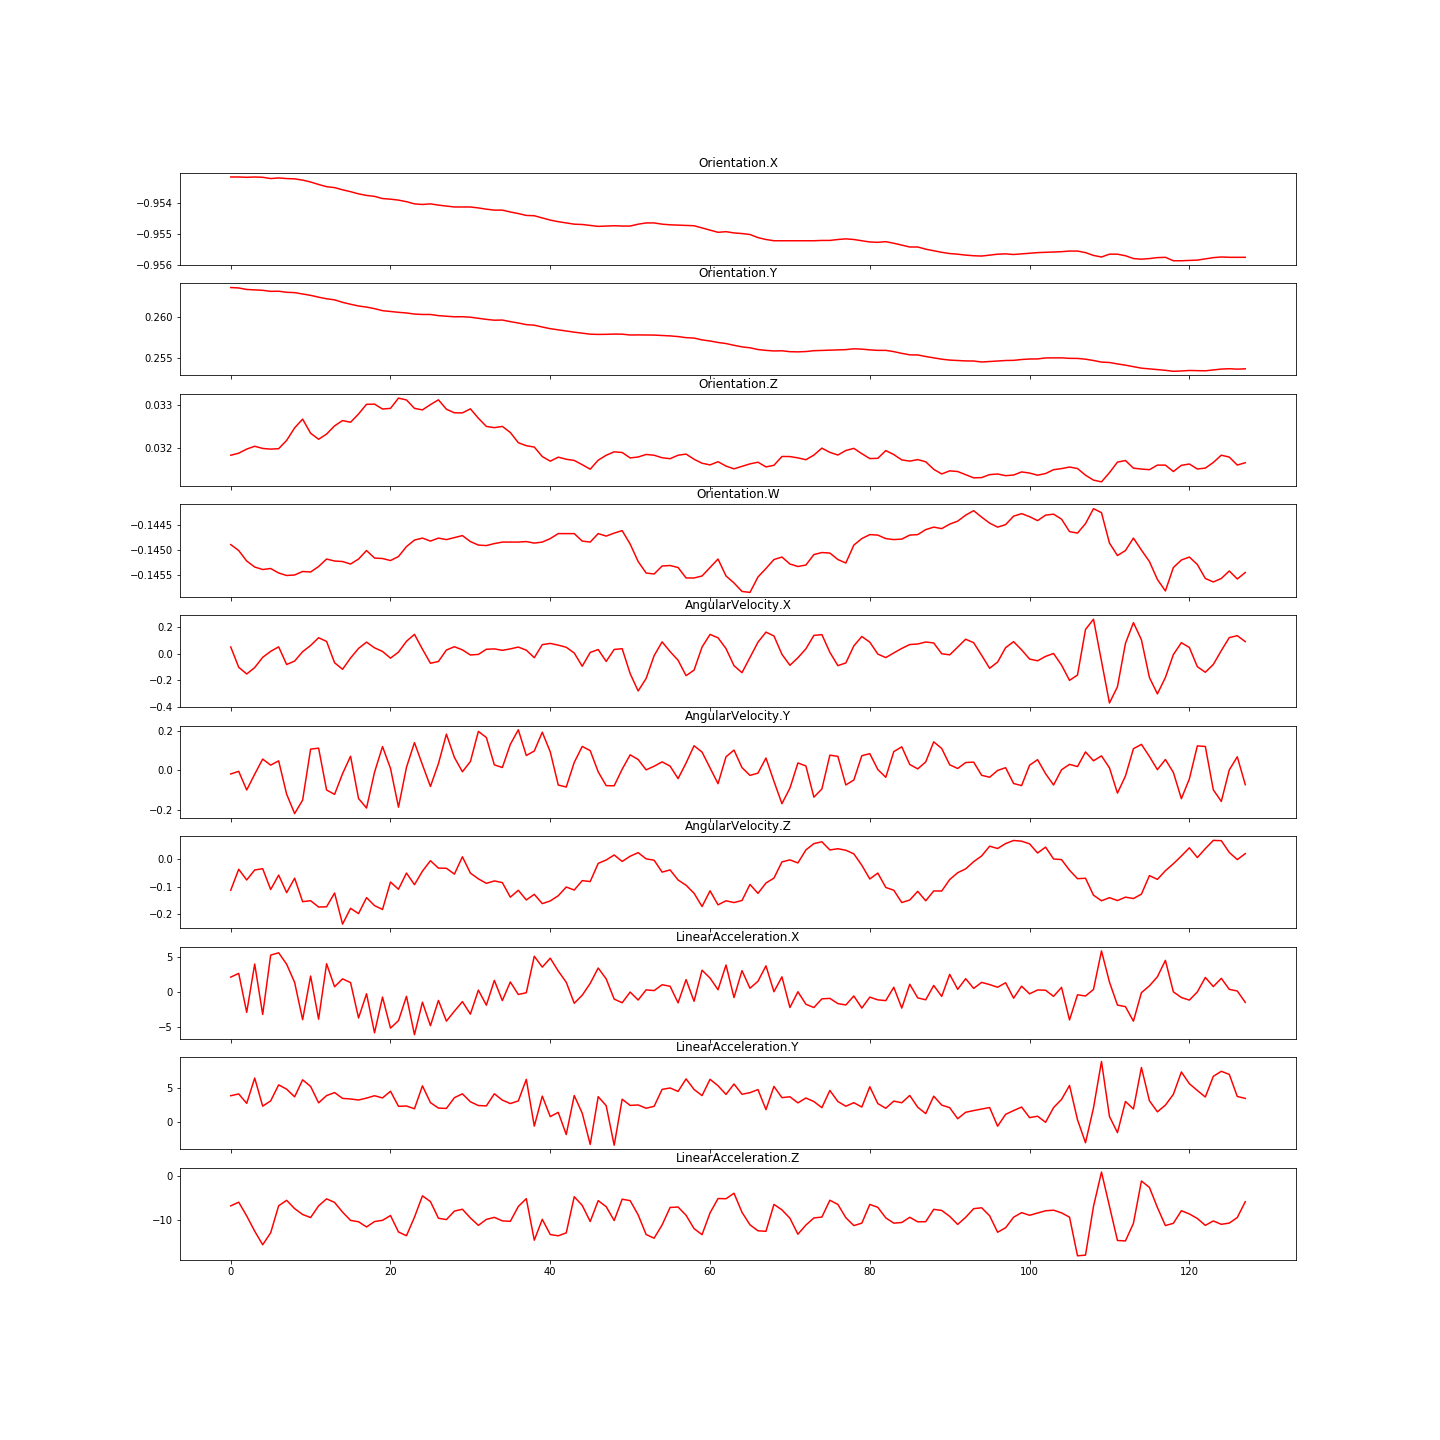 Orientation.X
−0.954
−0.955
−0.956
Orientation.Y
0.260
0.255
Orientation.Z
0.033
0.032
Orientation.W
−0.1445
−0.1450
−0.1455
AngularVelocity.X
0.2
0.0
−0.2
−0.4
AngularVelocity.Y
0.2
0.0
−0.2
AngularVelocity.Z
0.0
−0.1
−0.2
LinearAcceleration.X
5
0
−5
LinearAcceleration.Y
5
0
LinearAcceleration.Z
0
−10
0 20 40 60 80 100 120